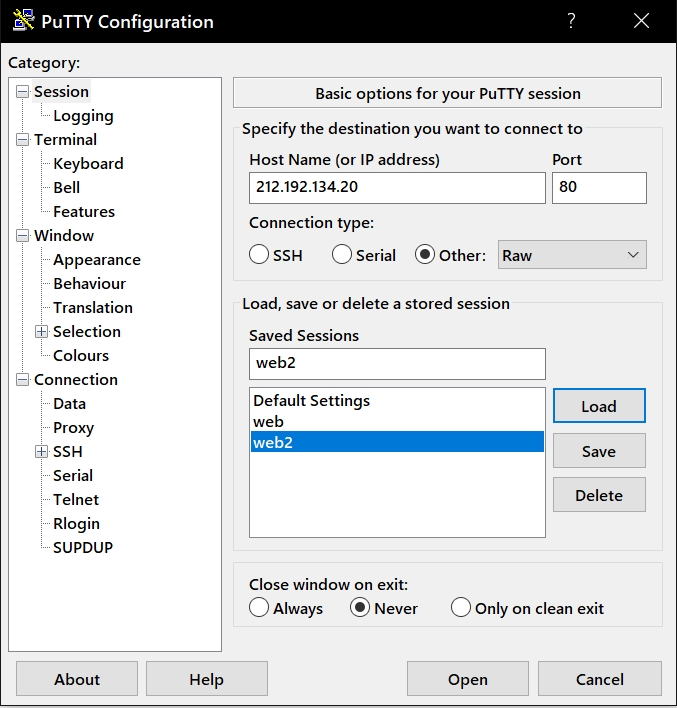 PuTTY Configuration
?
Category:
Session
Logging
Terminal
Keyboard
Bell
Features
Window
Appearance
Behaviour
Translation
Selection
Colours
Connection
Data
Proxy
SSH
Serial
Telnet
Rlogin
SUPDUP
Basic options for your PuTTY session
Specify the destination you want to connect to
Host Name (or IP address) Port
212.192.134.20 80
Connection type:
SSH Serial Other: Raw
Load, save or delete a stored session
Saved Sessions
web2
Default Settings
web
web2
Load
Save
Delete
Close window on exit:
Always Never Only on clean exit
About Help Open Cancel